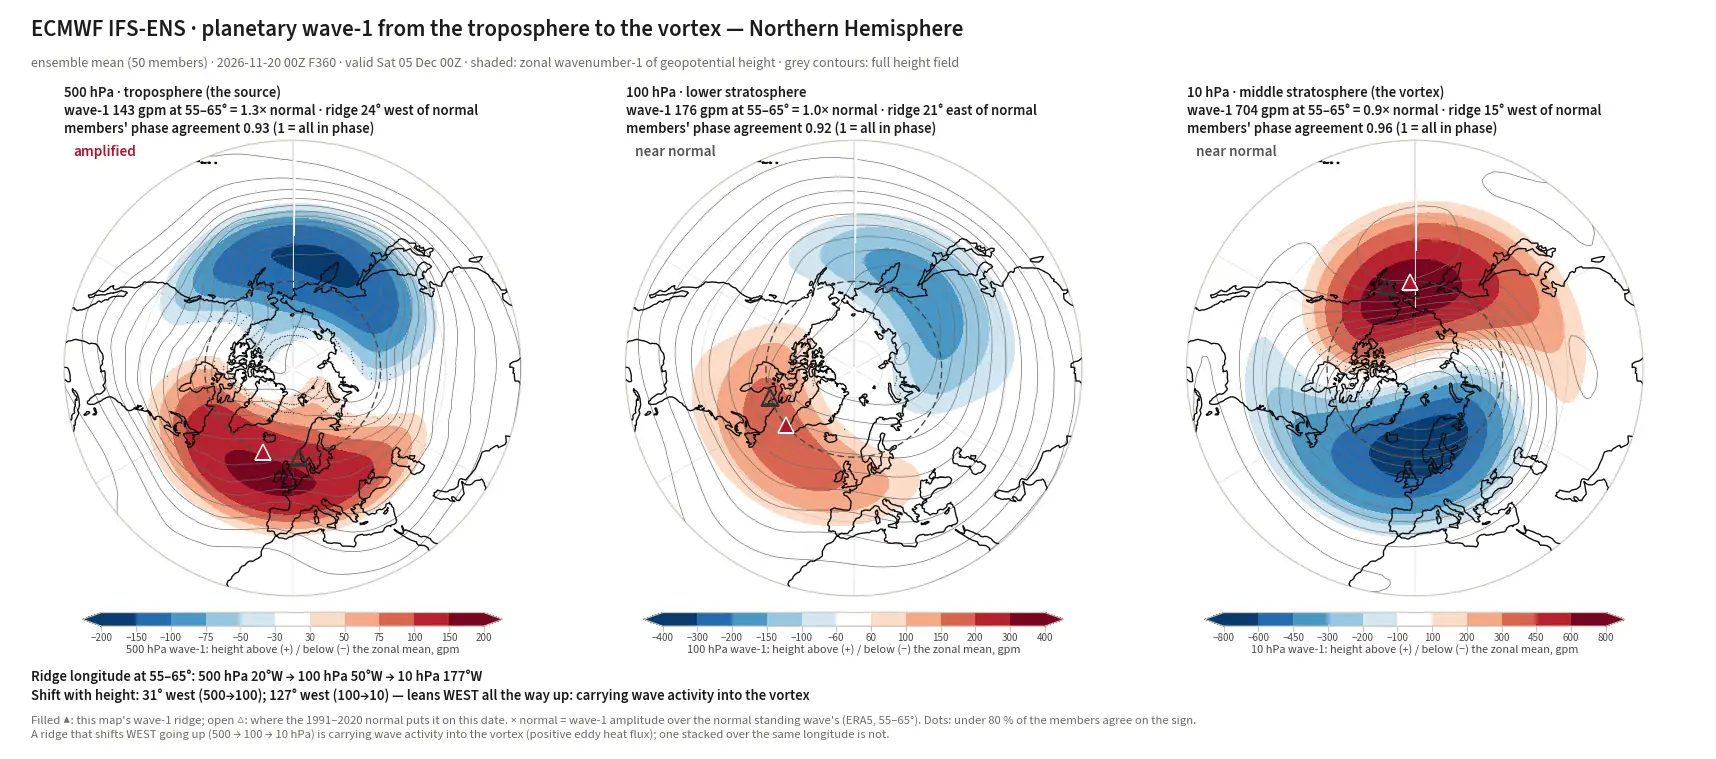 ECMWF IFS-ENS · planetary wave-1 from the troposphere to the vortex — Northern Hemisphere
ensemble mean (50 members) · 2026-11-20 00Z F360 · valid Sat 05 Dec 00Z · shaded: zonal wavenumber-1 of geopotential height · grey contours: full height field
500 hPa · troposphere (the source)
wave-1 143 gpm at 55–65° = 1.3× normal · ridge 24° west of normal
members' phase agreement 0.93 (1 = all in phase)
amplified
100 hPa · lower stratosphere
wave-1 176 gpm at 55–65° = 1.0× normal · ridge 21° east of normal
members' phase agreement 0.92 (1 = all in phase)
near normal
10 hPa · middle stratosphere (the vortex)
wave-1 704 gpm at 55–65° = 0.9× normal · ridge 15° west of normal
members' phase agreement 0.96 (1 = all in phase)
near normal
−200 −150 −100 −75 −50 −30 30 50 75 100 150 200
500 hPa wave-1: height above (+) / below (−) the zonal mean, gpm
−400 −300 −200 −150 −100 −60 60 100 150 200 300 400
100 hPa wave-1: height above (+) / below (−) the zonal mean, gpm
−800 −600 −450 −300 −200 −100 100 200 300 450 600 800
10 hPa wave-1: height above (+) / below (−) the zonal mean, gpm
Ridge longitude at 55–65°: 500 hPa 20°W → 100 hPa 50°W → 10 hPa 177°W
Shift with height: 31° west (500→100); 127° west (100→10) — leans WEST all the way up: carrying wave activity into the vortex
Filled ▲: this map's wave-1 ridge; open △: where the 1991–2020 normal puts it on this date. × normal = wave-1 amplitude over the normal standing wave's (ERA5, 55–65°). Dots: under 80 % of the members agree on the sign.
A ridge that shifts WEST going up (500 → 100 → 10 hPa) is carrying wave activity into the vortex (positive eddy heat flux); one stacked over the same longitude is not.